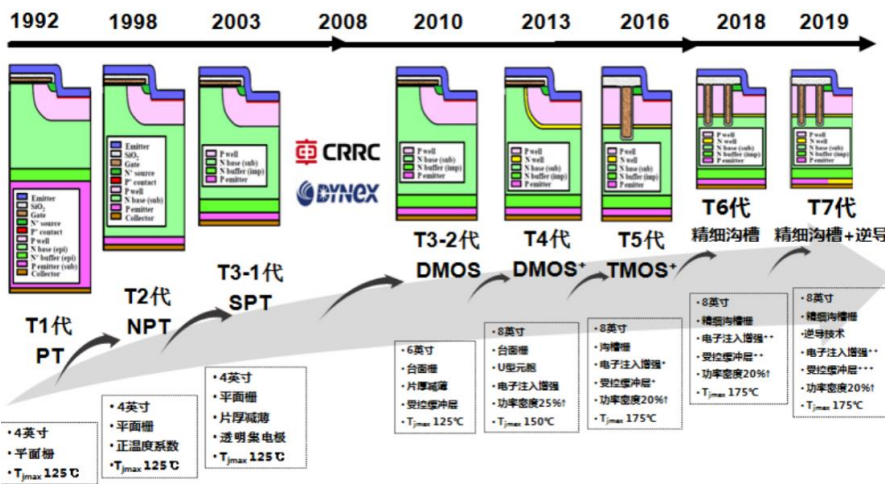 1992
1998
2003
2008
2010
2013
2016
2018
2019
Emitter
SiO2
Gate
N+ source
P+ contact
P well
N base (epi)
N+ buffer (epi)
P emitter (sub)
Collector
Emitter
SiO2
Gate
N+ source
P+ contact
P well
N base (sub)
P emitter
Collector
P well
N base (sub)
N buffer (imp)
P emitter
CRRC
DYNEX
P well
N base (sub)
N buffer (imp)
P emitter
P well
N well
N base (sub)
N buffer (imp)
P emitter
P well
N well
N base (sub)
N buffer (imp)
P emitter
P well
N well
N base (sub)
N buffer (imp)
P emitter
P well
N well
N base (sub)
N buffer (imp)
P emitter
T1代
PT
T2代
NPT
T3-1代
SPT
T3-2代
DMOS
T4代
DMOS+
T5代
TMOS+
T6代
精细沟槽
T7代
精细沟槽+逆导
・4英寸
・平面栅
・Tjmax 125℃
・4英寸
・平面栅
・正温度系数
・Tjmax 125℃
・4英寸
・平面栅
・片厚减薄
・透明集电极
・Tjmax 125℃
・6英寸
・台面栅
・片厚减薄
・受控缓冲层
・Tjmax 125℃
・8英寸
・台面栅
・U型元胞
・电子注入增强
・功率密度25%↑
・Tjmax 150℃
・8英寸
・沟槽栅
・电子注入增强+
・受控缓冲层+
・功率密度20%↑
・Tjmax 175℃
・8英寸
・精细沟槽栅
・电子注入增强++
・受控缓冲层++
・功率密度20%↑
・Tjmax 175℃
・8英寸
・精细沟槽栅
・逆导技术
・电子注入增强++
・受控缓冲层+++
・功率密度20%↑
・Tjmax 175℃